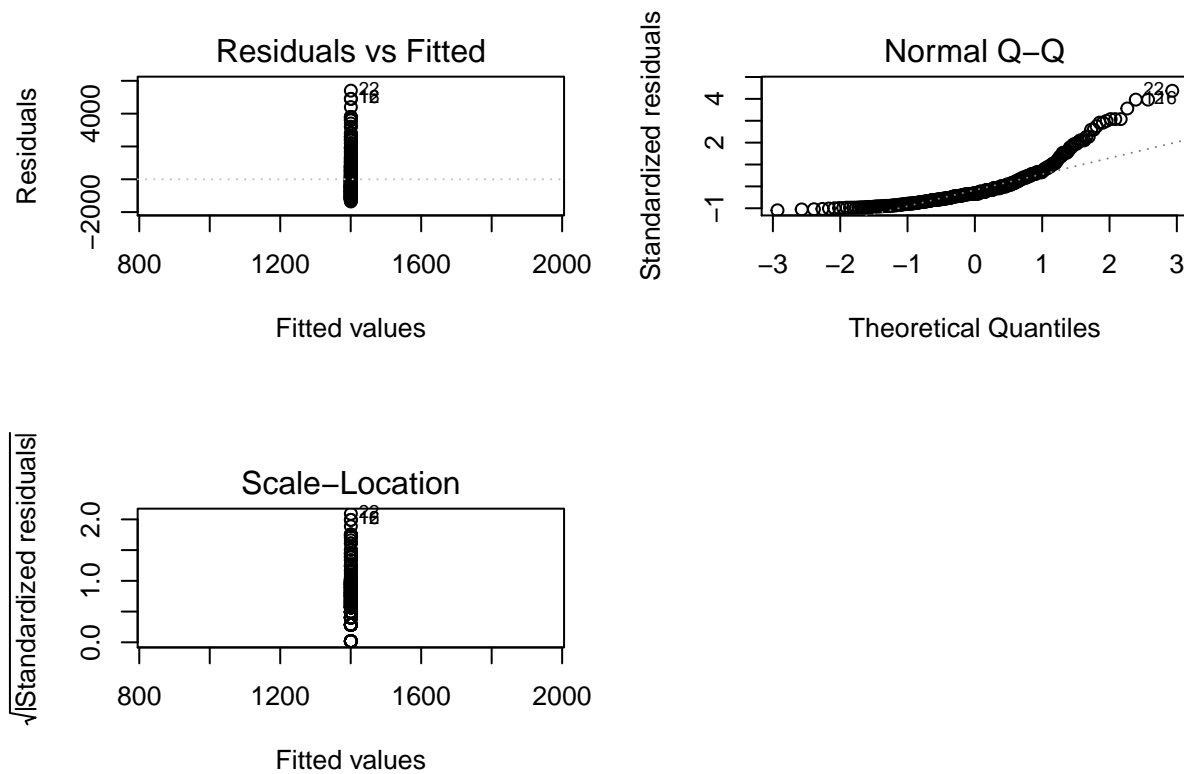 Residuals vs Fitted
Residuals
−2000
4000
22
800
1200
1600
2000
Fitted values
Normal Q−Q
Standardized residuals
−1
2
4
22
−3
−2
−1
0
1
2
3
Theoretical Quantiles
Scale−Location
√|Standardized residuals|
0.0
1.0
2.0
22
800
1200
1600
2000
Fitted values